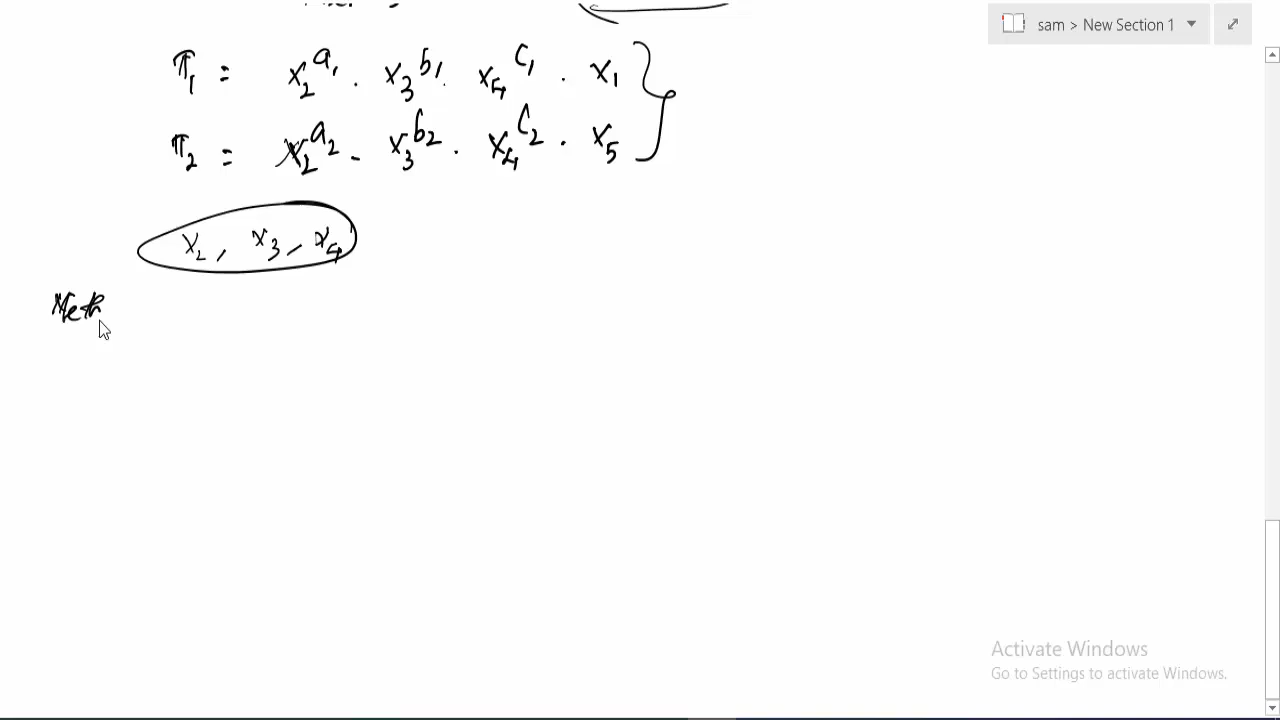 sam > New Section 1
π₁ = x₂^a₁ · x₃^b₁ · x₄^c₁ · x₁
π₂ = x₂^a₂ - x₃^b₂ · x₄^c₂ · x₅
x₂, x₃, x₄
Meth
Activate Windows
Go to Settings to activate Windows.